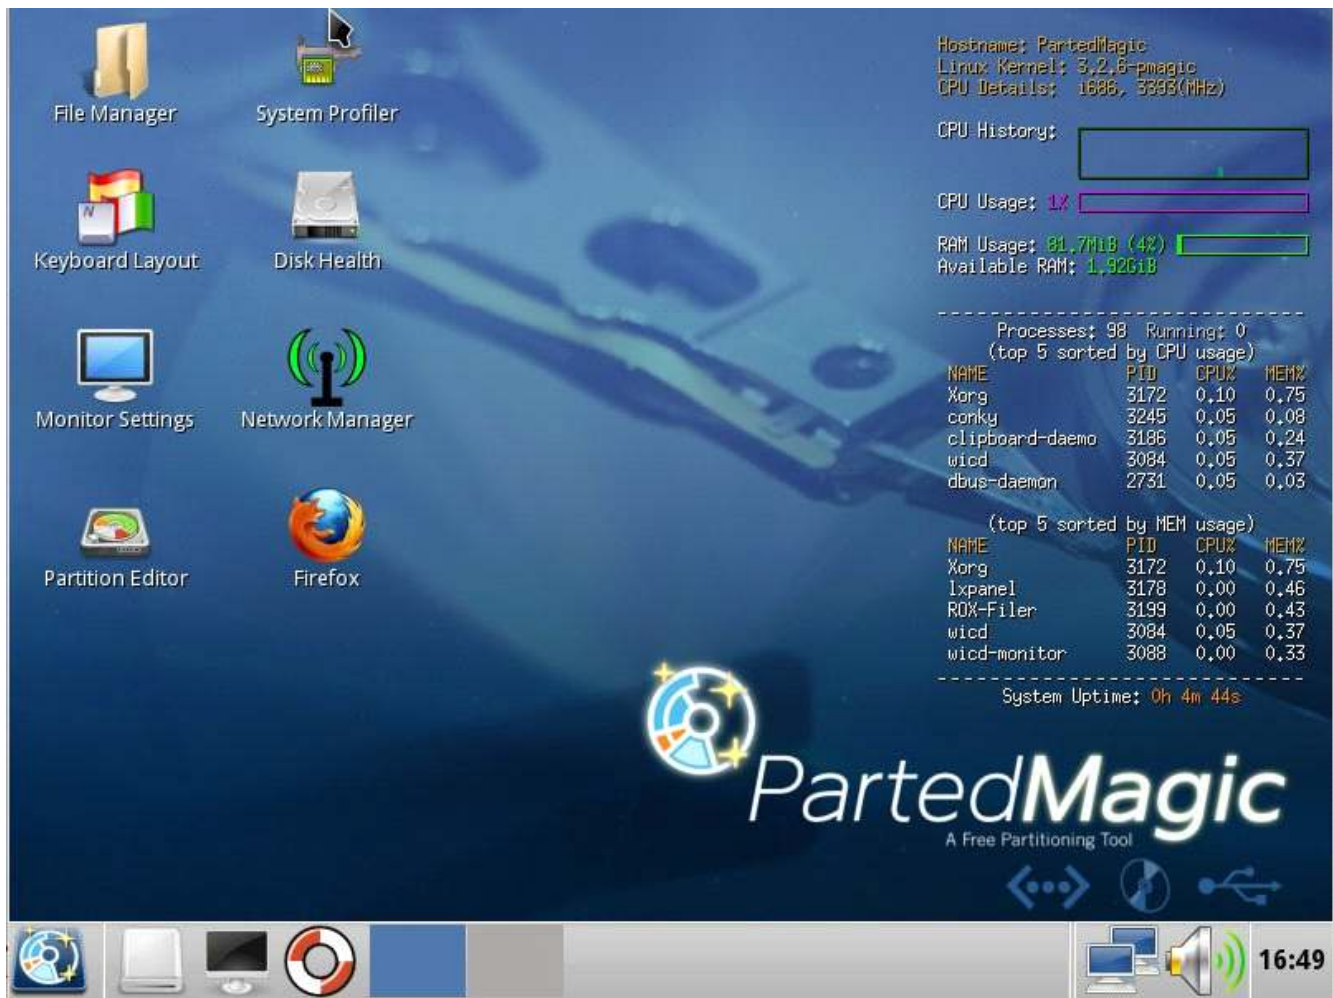 File Manager
System Profiler
Keyboard Layout
Disk Health
Monitor Settings
Network Manager
Partition Editor
Firefox
N
Hostname: PartedMagic
Linux Kernel: 3.2.6-pmagic
CPU Details: i686, 3393(MHz)
CPU History:
CPU Usage: 1%
RAM Usage: 81.7MiB (4%)
Available RAM: 1.92GiB
Processes: 98 Running: 0
(top 5 sorted by CPU usage)
NAME PID CPU% MEM%
Xorg 3172 0.10 0.75
conky 3245 0.05 0.08
clipboard-daemo 3186 0.05 0.24
wicd 3084 0.05 0.37
dbus-daemon 2731 0.05 0.03
(top 5 sorted by MEM usage)
NAME PID CPU% MEM%
Xorg 3172 0.10 0.75
lxpanel 3178 0.00 0.46
ROX-Filer 3199 0.00 0.43
wicd 3084 0.05 0.37
wicd-monitor 3088 0.00 0.33
System Uptime: 0h 4m 44s
PartedMagic
A Free Partitioning Tool
16:49